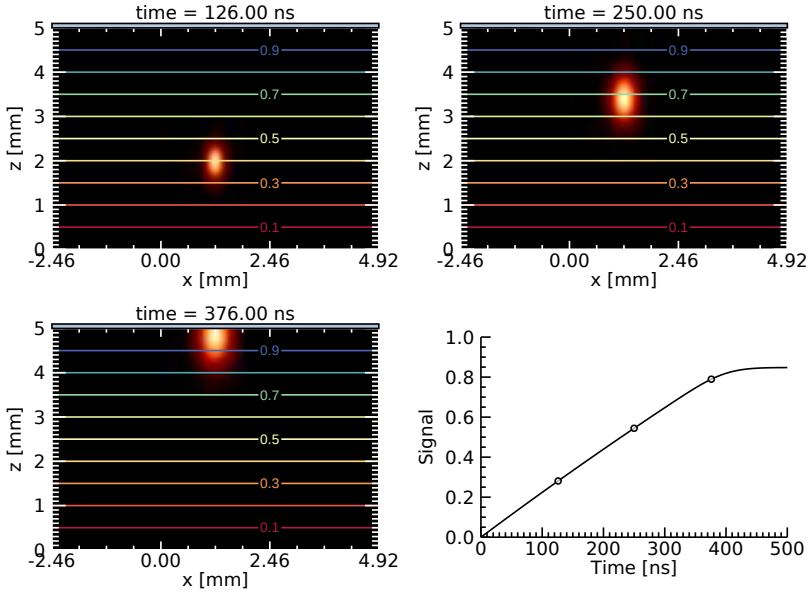 time = 126.00 ns
z [mm]
5
4
3
2
1
0
0.9
0.7
0.5
0.3
0.1
-2.46 0.00 2.46 4.92
x [mm]
time = 250.00 ns
z [mm]
5
4
3
2
1
0
0.9
0.7
0.5
0.3
0.1
-2.46 0.00 2.46 4.92
x [mm]
time = 376.00 ns
z [mm]
5
4
3
2
1
0
0.9
0.7
0.5
0.3
0.1
-2.46 0.00 2.46 4.92
x [mm]
Signal
1.0
0.8
0.6
0.4
0.2
0.0
0 100 200 300 400 500
Time [ns]